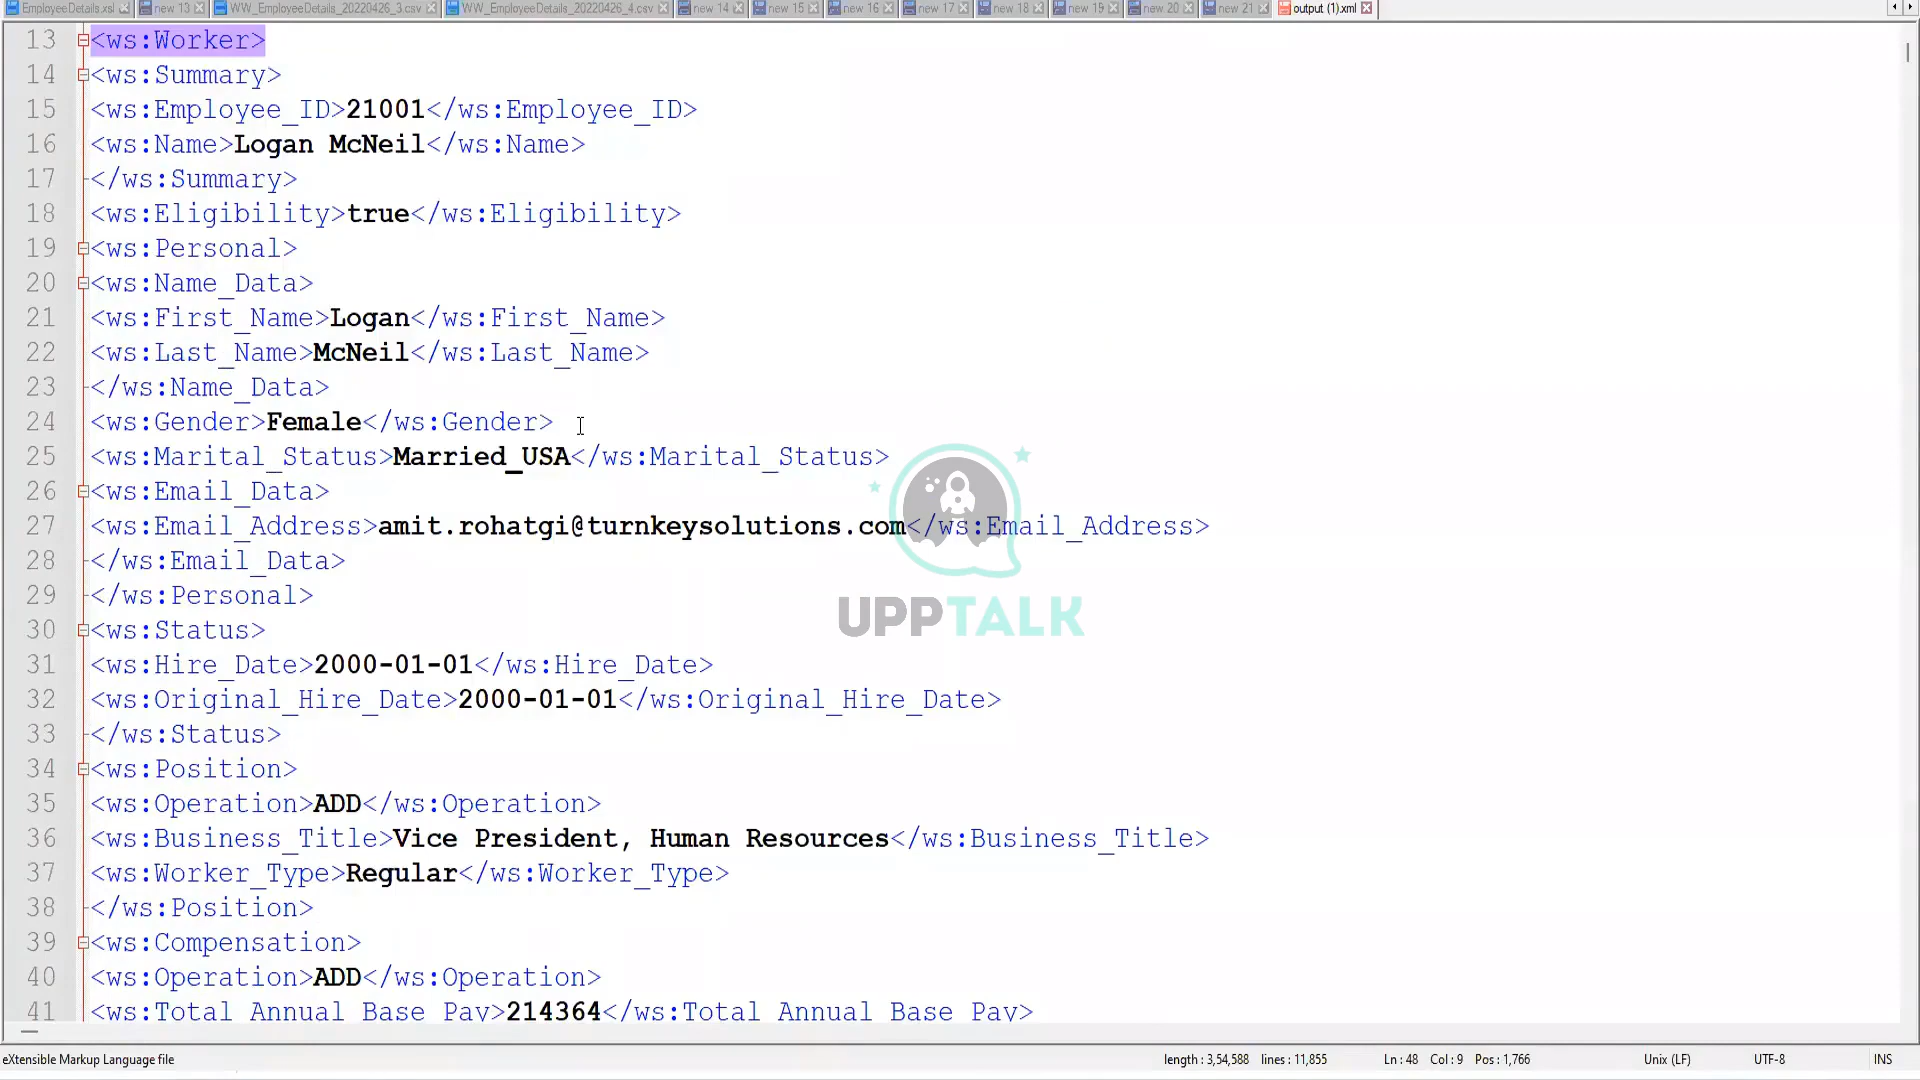 EmployeeDetails.xsl new 13 WW_EmployeeDetails_20220426_3.csv WW_EmployeeDetails_20220426_4.csv new 14 new 15 new 16 new 17 new 18 new 19 new 20 new 21 output (1).xml
13 <ws:Worker>
14 <ws:Summary>
15 <ws:Employee_ID>21001</ws:Employee_ID>
16 <ws:Name>Logan McNeil</ws:Name>
17 </ws:Summary>
18 <ws:Eligibility>true</ws:Eligibility>
19 <ws:Personal>
20 <ws:Name_Data>
21 <ws:First_Name>Logan</ws:First_Name>
22 <ws:Last_Name>McNeil</ws:Last_Name>
23 </ws:Name_Data>
24 <ws:Gender>Female</ws:Gender>
25 <ws:Marital_Status>Married_USA</ws:Marital_Status>
26 <ws:Email_Data>
27 <ws:Email_Address>amit.rohatgi@turnkeysolutions.com</ws:Email_Address>
28 </ws:Email_Data>
29 </ws:Personal>
UPPTALK
30 <ws:Status>
31 <ws:Hire_Date>2000-01-01</ws:Hire_Date>
32 <ws:Original_Hire_Date>2000-01-01</ws:Original_Hire_Date>
33 </ws:Status>
34 <ws:Position>
35 <ws:Operation>ADD</ws:Operation>
36 <ws:Business_Title>Vice President, Human Resources</ws:Business_Title>
37 <ws:Worker_Type>Regular</ws:Worker_Type>
38 </ws:Position>
39 <ws:Compensation>
40 <ws:Operation>ADD</ws:Operation>
41 <ws:Total_Annual_Base_Pay>214364</ws:Total_Annual_Base_Pay>
eXtensible Markup Language file length : 3,54,588 lines : 11,855 Ln : 48 Col : 9 Pos : 1,766 Unix (LF) UTF-8 INS